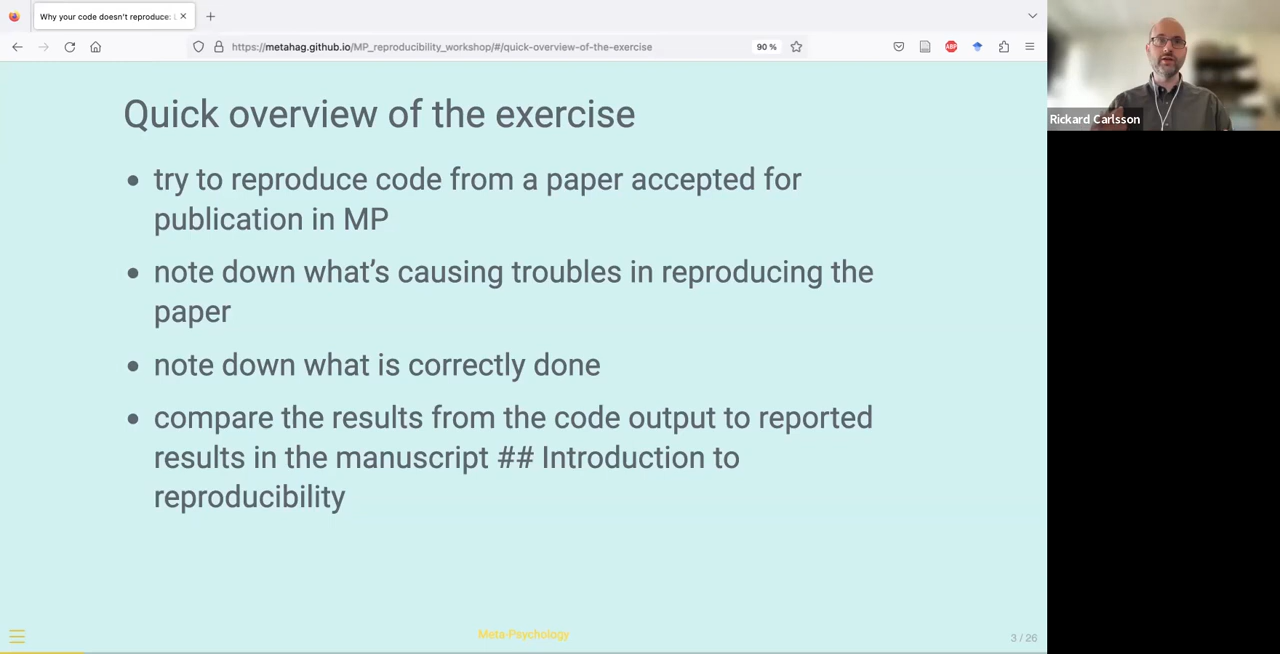 Why your code doesn't reproduce:
https://metahag.github.io/MP_reproducibility_workshop/#/quick-overview-of-the-exercise
90 %
ABP
Rickard Carlsson
Quick overview of the exercise
• try to reproduce code from a paper accepted for
publication in MP
• note down what’s causing troubles in reproducing the
paper
• note down what is correctly done
• compare the results from the code output to reported
results in the manuscript ## Introduction to
reproducibility
Meta-Psychology
3 / 26